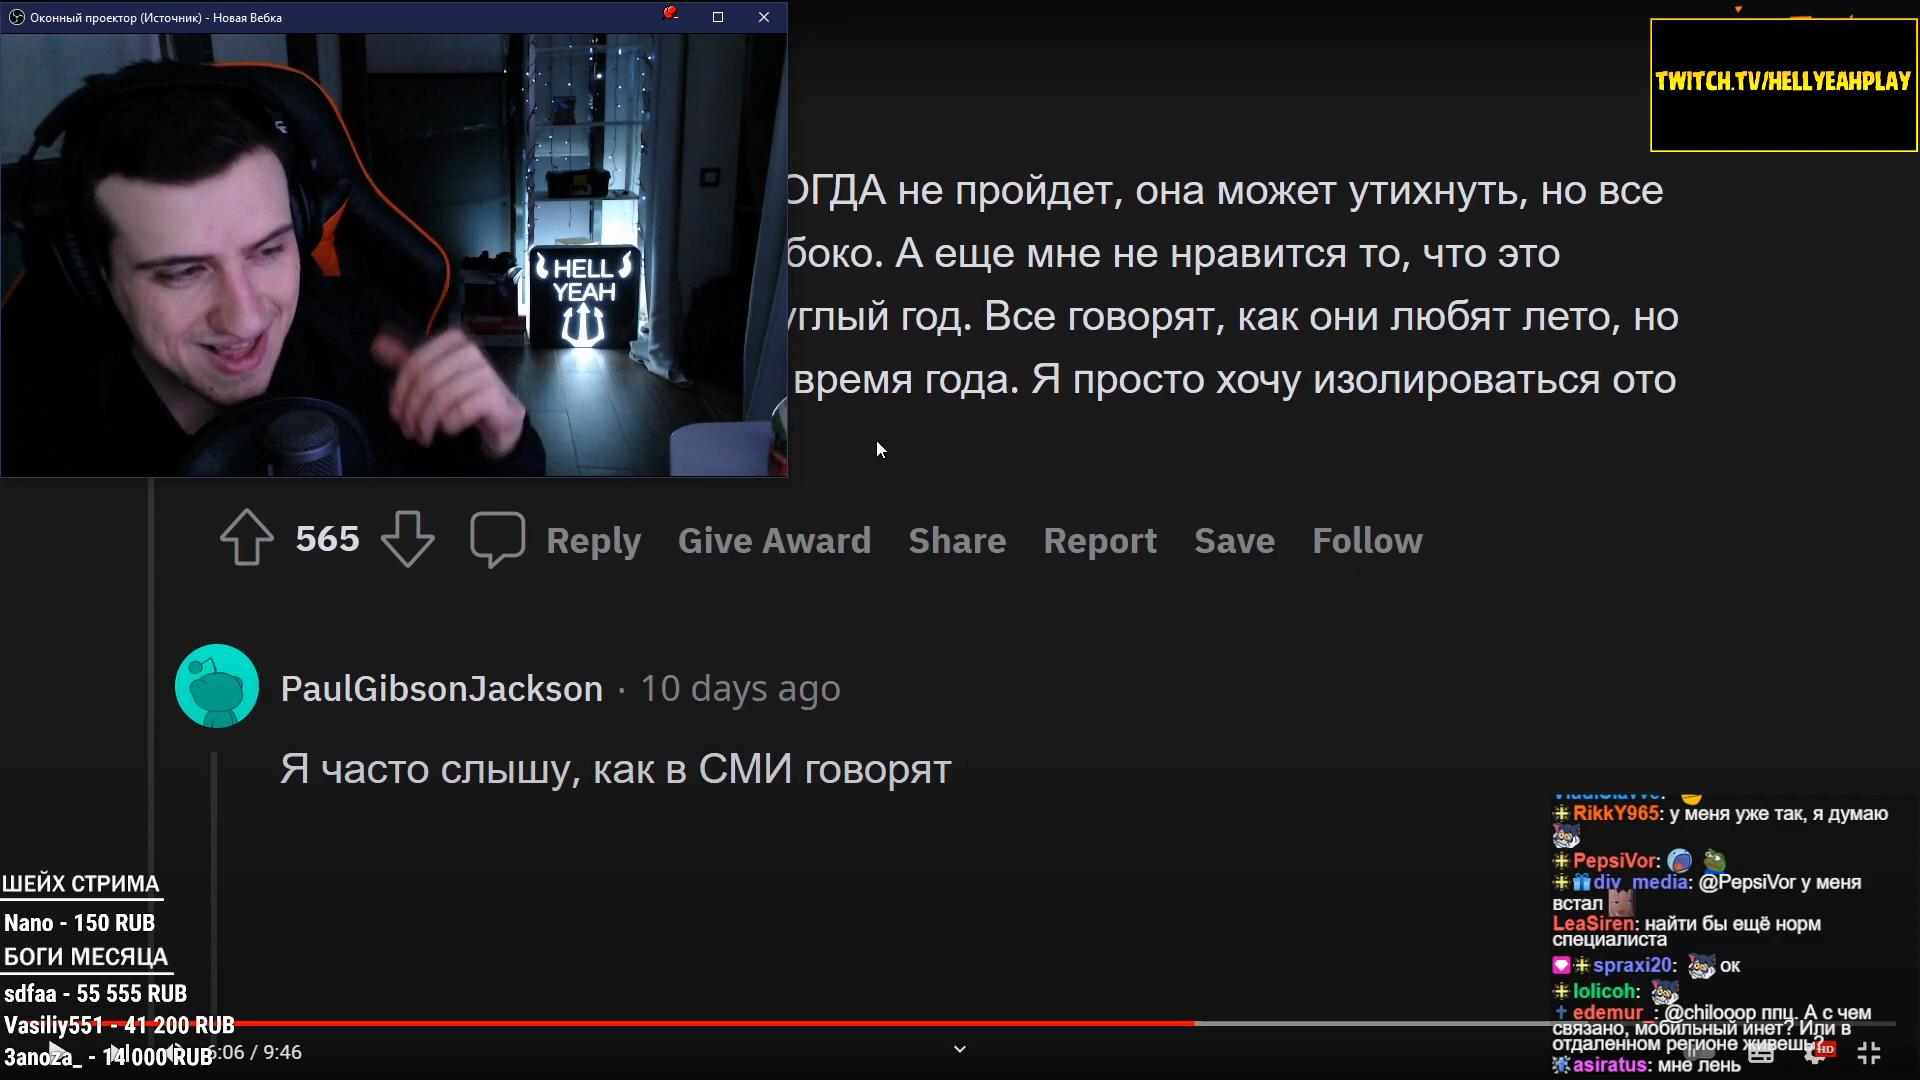 Оконный проектор (Источник) - Новая Вебка
TWITCH.TV/HELLYEAHPLAY
HELL
YEAH
ОГДА не пройдет, она может утихнуть, но все
боко. А еще мне не нравится то, что это
углый год. Все говорят, как они любят лето, но
время года. Я просто хочу изолироваться ото
565 Reply Give Award Share Report Save Follow
PaulGibsonJackson · 10 days ago
Я часто слышу, как в СМИ говорят
ШЕЙХ СТРИМА
Nano - 150 RUB
БОГИ МЕСЯЦА
sdfaa - 55 555 RUB
Vasiliy551 - 41 200 RUB
3anoza_ - 14 000 RUB
6:06 / 9:46
RikkY965: у меня уже так, я думаю
PepsiVor:
div_media: @PepsiVor у меня
встал
LeaSiren: найти бы ещё норм
специалиста
spraxi20: ок
lolicoh:
edemur_: @chilooop ппц. А с чем
связано, мобильный инет? Или в
отдаленном регионе живешь?
HD
asiratus: мне лень